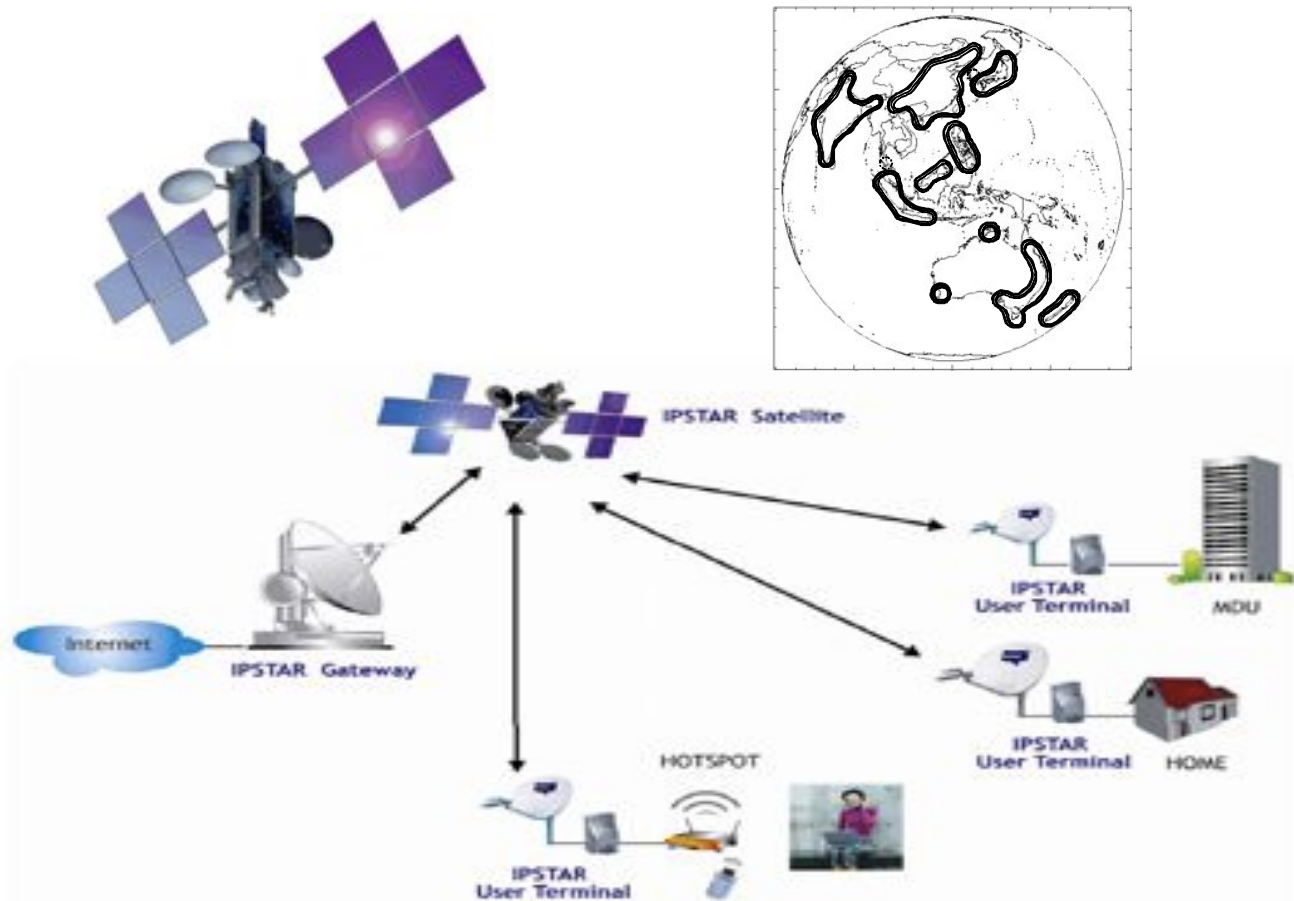 IPSTAR Satellite
IPSTAR
User Terminal
MDU
Internet
IPSTAR Gateway
IPSTAR
User Terminal
HOME
HOTSPOT
IPSTAR
User Terminal